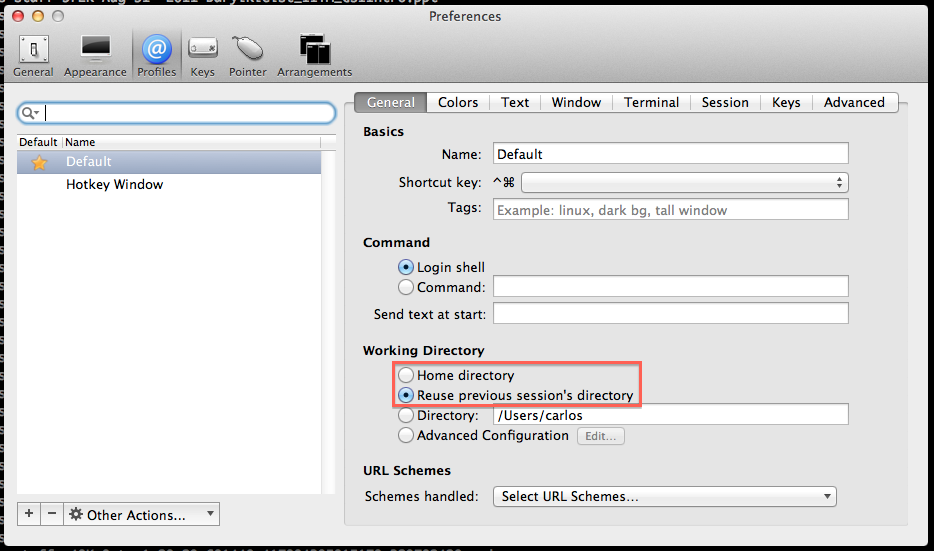 Preferences
General Appearance Profiles Keys Pointer Arrangements
General Colors Text Window Terminal Session Keys Advanced
Default Name
Default
Hotkey Window
Basics
Name: Default
Shortcut key: ^⌘
Tags: Example: linux, dark bg, tall window
Command
Login shell
Command:
Send text at start:
Working Directory
Home directory
Reuse previous session's directory
Directory: /Users/carlos
Advanced Configuration Edit...
URL Schemes
Schemes handled: Select URL Schemes...
+ − Other Actions...